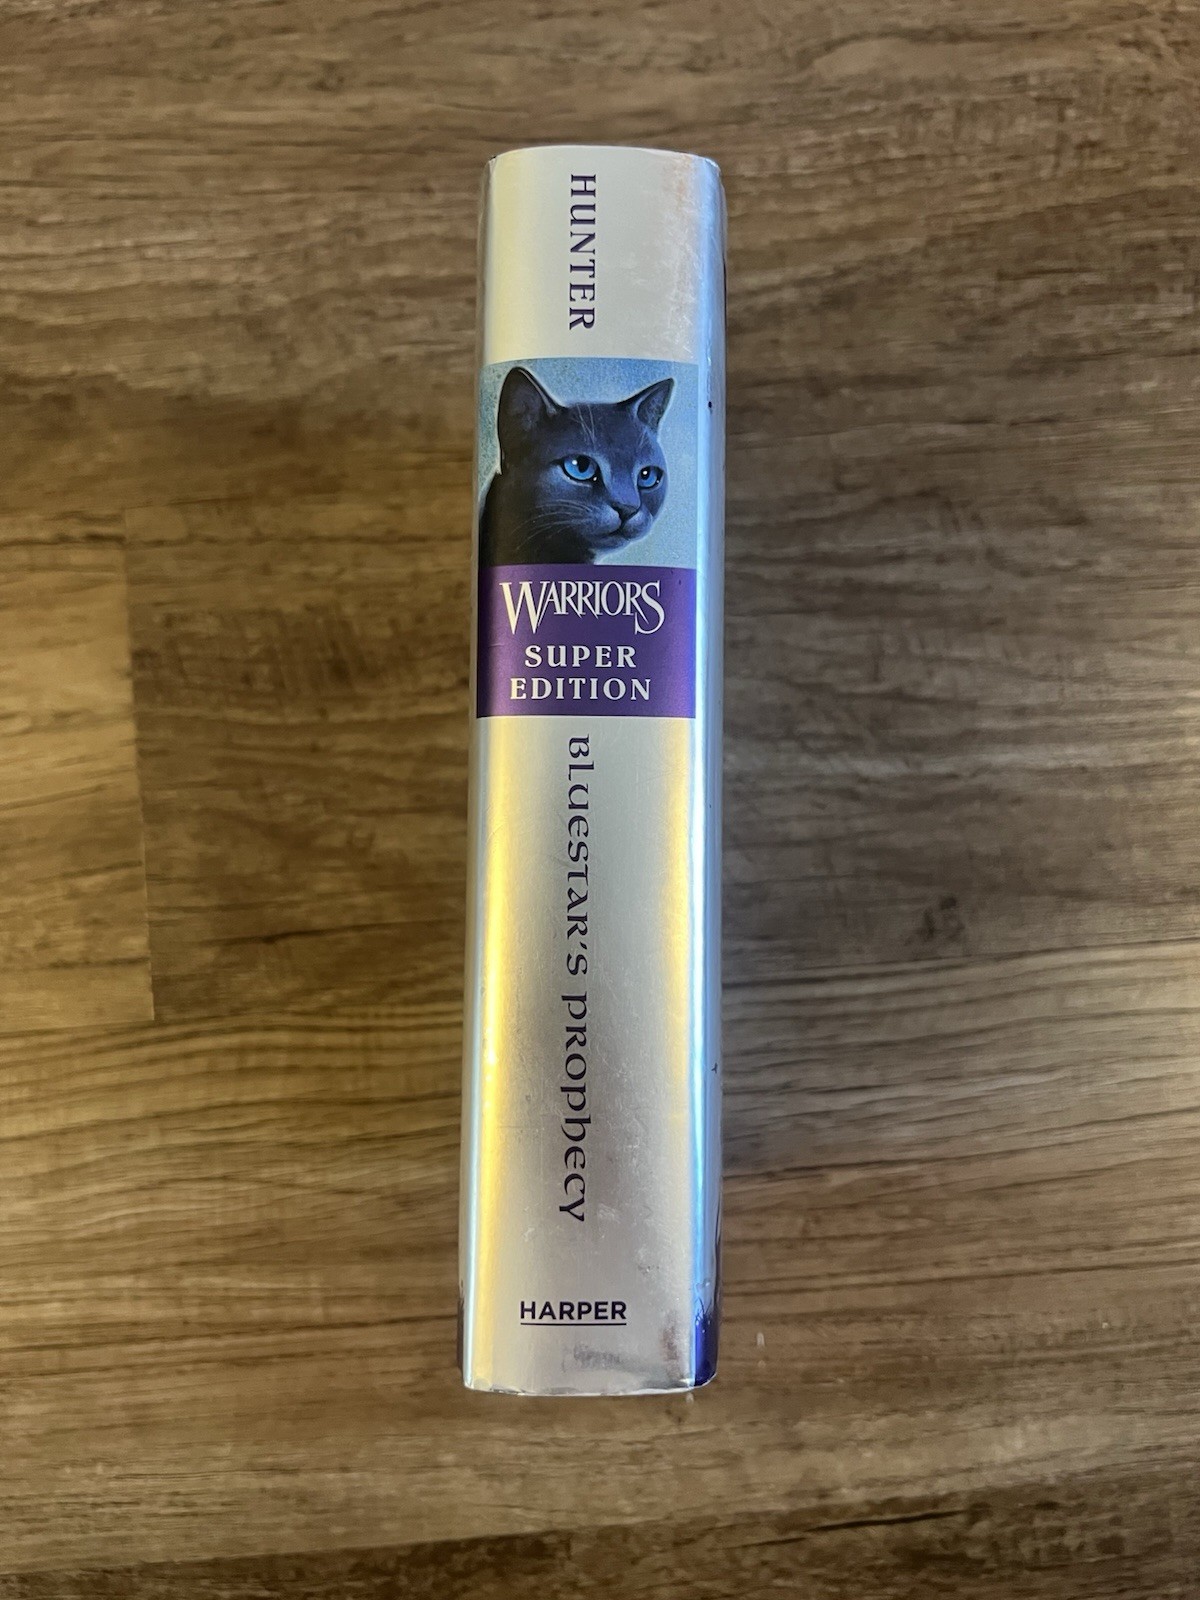 HUNTER
WARRIORS
SUPER
EDITION
BLUESTAR'S PROPHECY
HARPER